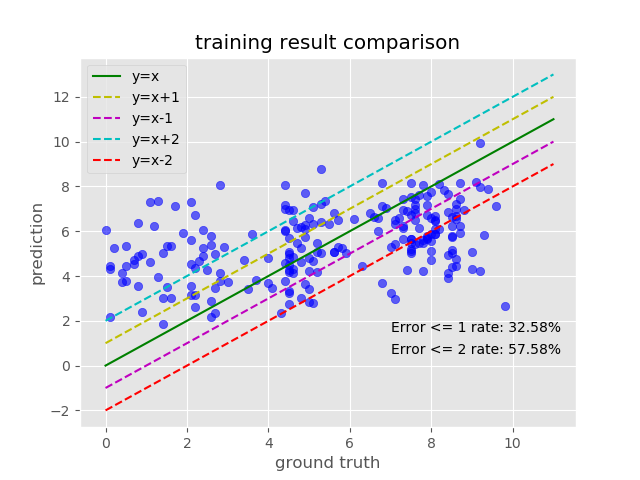 training result comparison
y=x
y=x+1
y=x-1
y=x+2
y=x-2
12
10
8
6
4
2
0
−2
prediction
Error <= 1 rate: 32.58%
Error <= 2 rate: 57.58%
0 2 4 6 8 10
ground truth